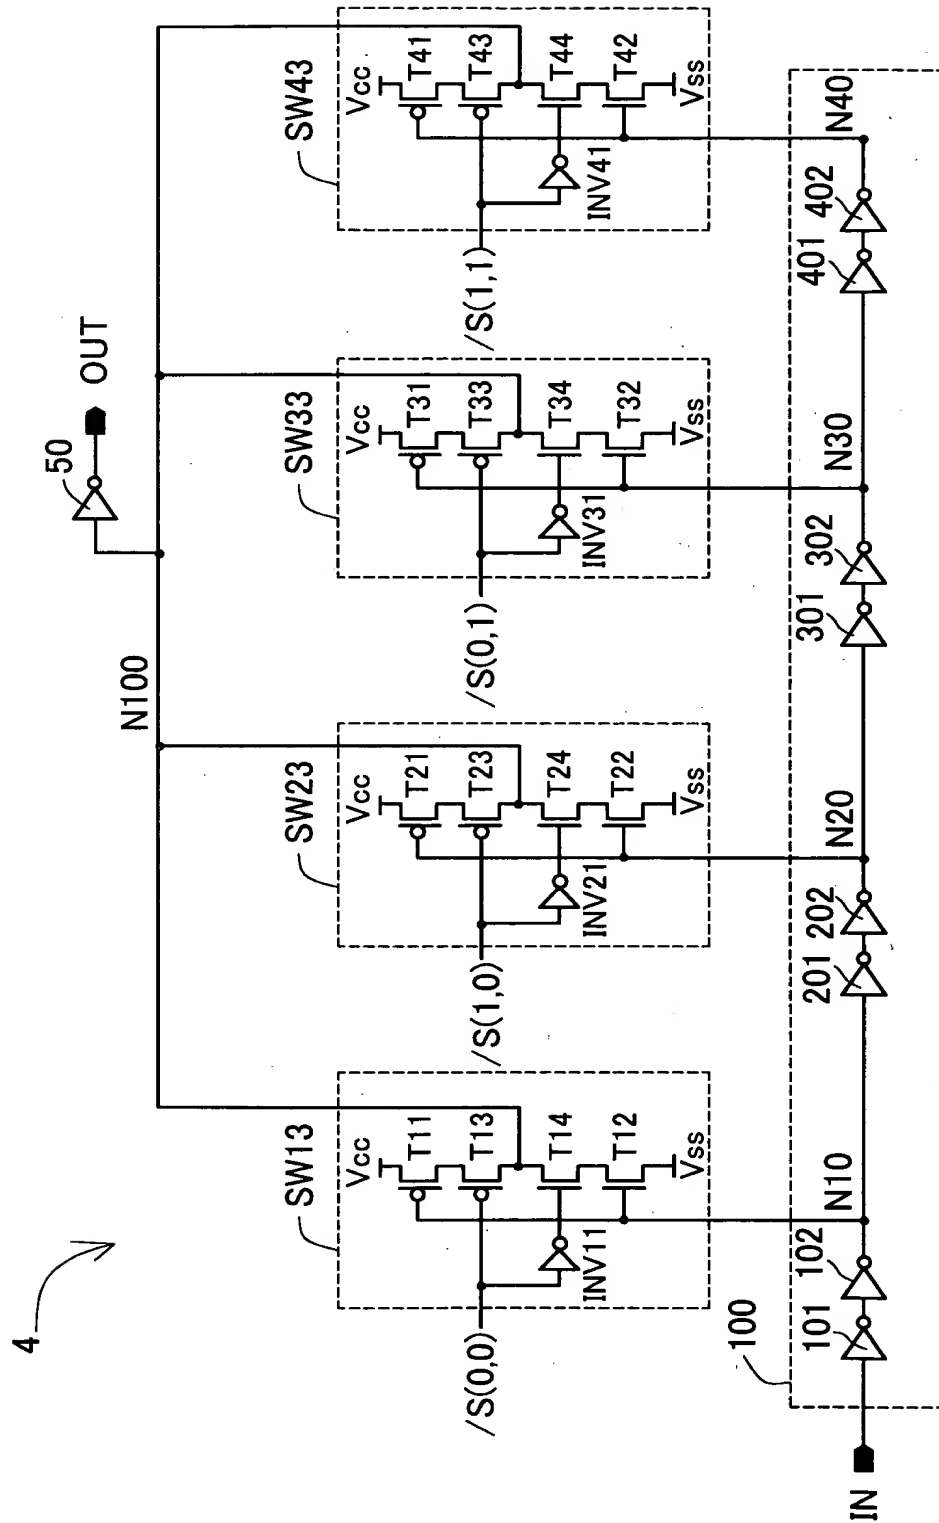 4
OUT
50
N100
SW13
Vcc
T11
T13
T14
T12
Vss
INV11
/S(0,0)
SW23
Vcc
T21
T23
T24
T22
Vss
INV21
/S(1,0)
SW33
Vcc
T31
T33
T34
T32
Vss
INV31
/S(0,1)
SW43
Vcc
T41
T43
T44
T42
Vss
INV41
/S(1,1)
100
IN
101
102
N10
201
202
N20
301
302
N30
401
402
N40